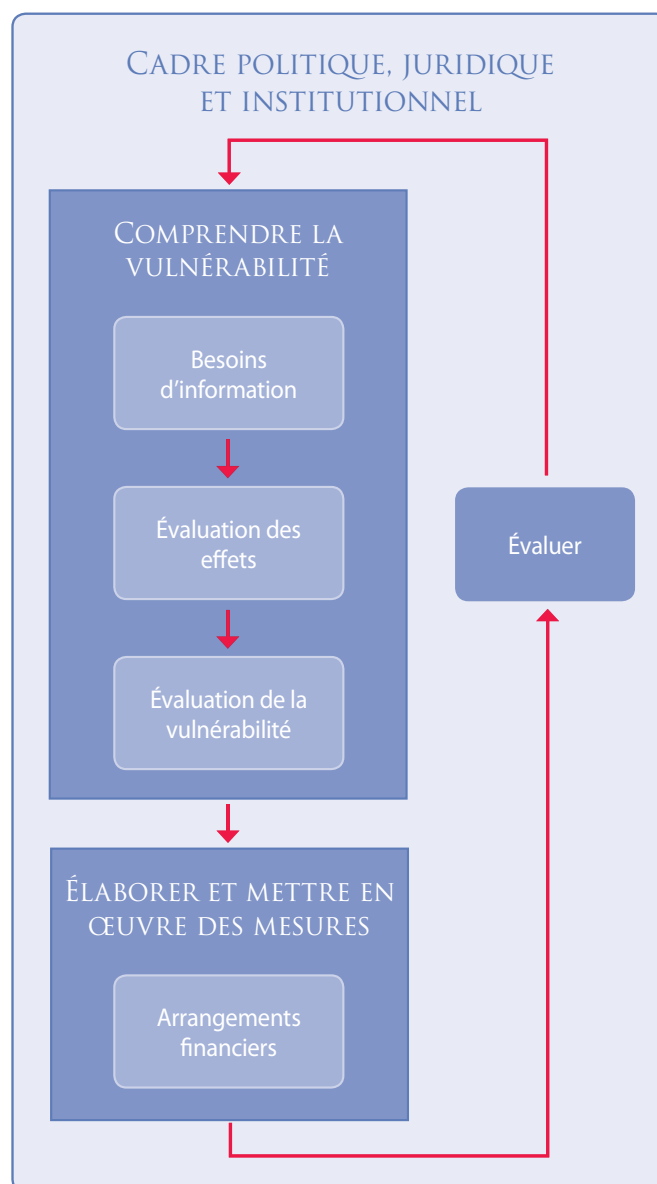 CADRE POLITIQUE, JURIDIQUE
ET INSTITUTIONNEL
COMPRENDRE LA
VULNÉRABILITÉ
Besoins
d'information
Évaluation des
effets
Évaluation de la
vulnérabilité
ÉLABORER ET METTRE EN
ŒUVRE DES MESURES
Arrangements
financiers
Évaluer